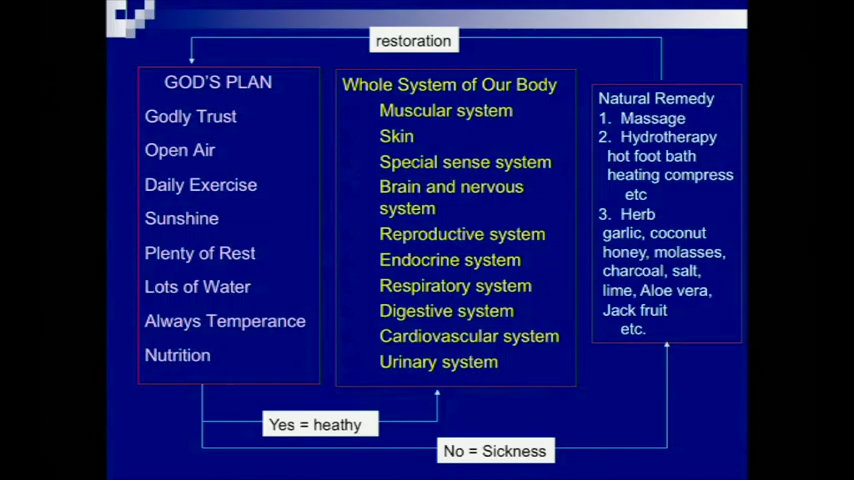 restoration
GOD'S PLAN
Godly Trust
Open Air
Daily Exercise
Sunshine
Plenty of Rest
Lots of Water
Always Temperance
Nutrition
Whole System of Our Body
Muscular system
Skin
Special sense system
Brain and nervous
system
Reproductive system
Endocrine system
Respiratory system
Digestive system
Cardiovascular system
Urinary system
Natural Remedy
1. Massage
2. Hydrotherapy
hot foot bath
heating compress
etc
3. Herb
garlic, coconut
honey, molasses,
charcoal, salt,
lime, Aloe vera,
Jack fruit
etc.
Yes = heathy
No = Sickness